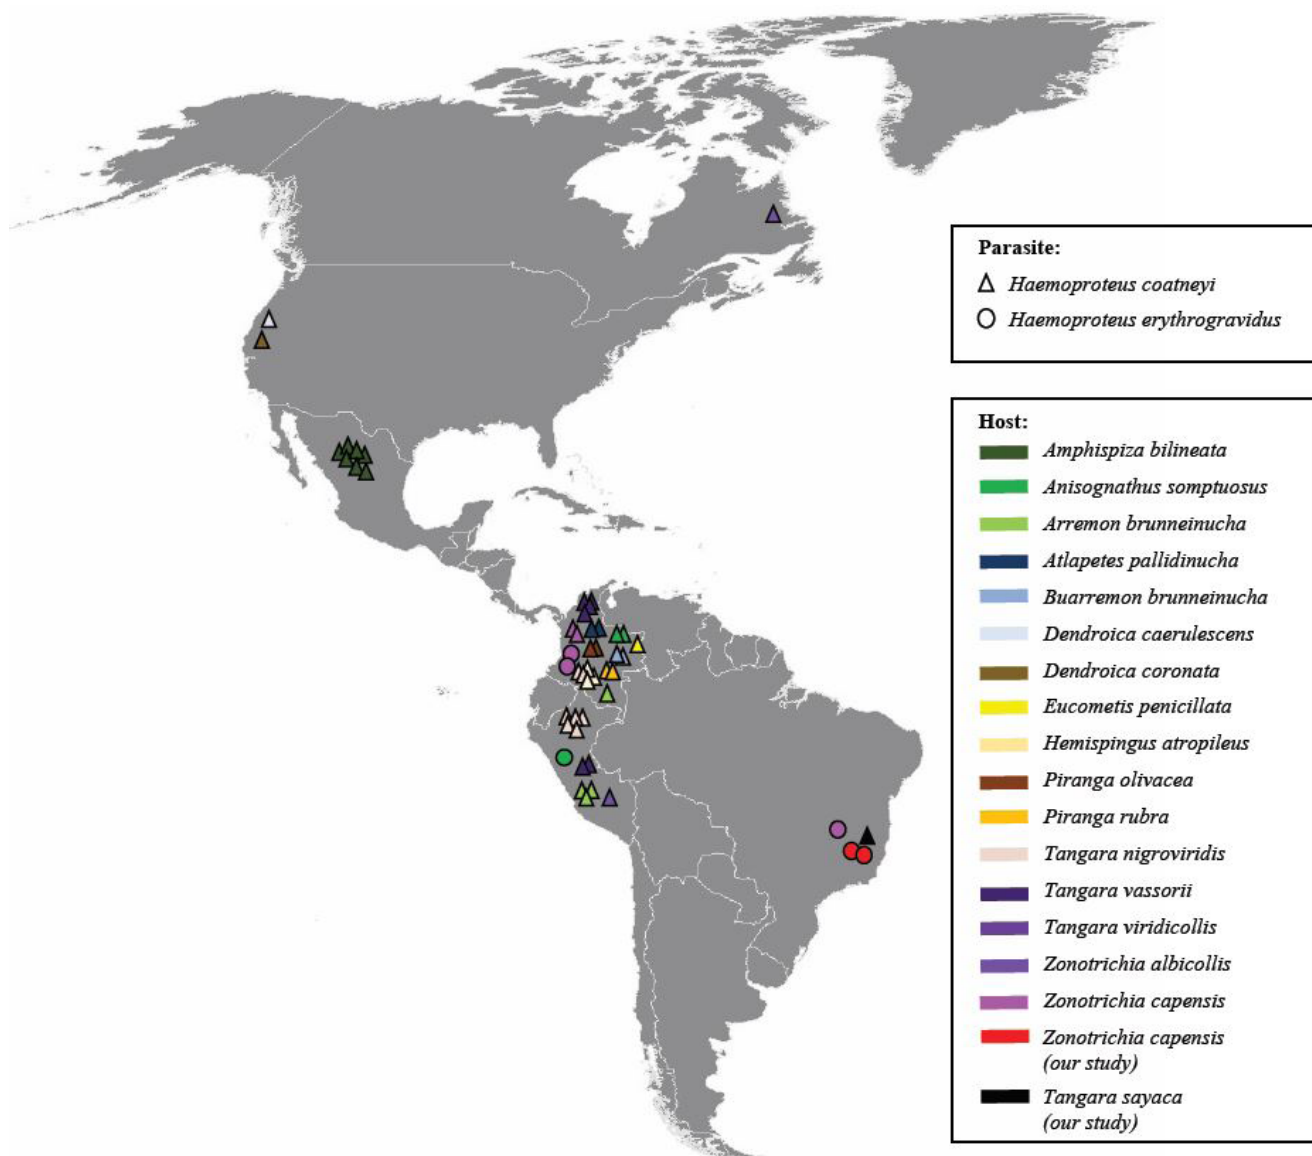 Parasite:
Haemoproteus coatneyi
Haemoproteus erythrogravidus
Host:
Amphispiza bilineata
Anisognathus somptuosus
Arremon brunneinucha
Atlapetes pallidinucha
Buarremon brunneinucha
Dendroica caerulescens
Dendroica coronata
Eucometis penicillata
Hemispingus atropileus
Piranga olivacea
Piranga rubra
Tangara nigroviridis
Tangara vassorii
Tangara viridicollis
Zonotrichia albicollis
Zonotrichia capensis
Zonotrichia capensis
(our study)
Tangara sayaca
(our study)